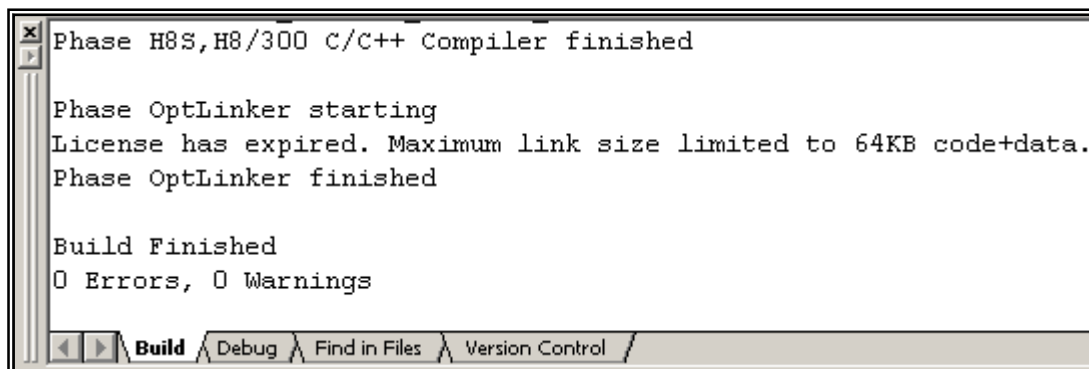 Phase H8S,H8/300 C/C++ Compiler finished
Phase OptLinker starting
License has expired. Maximum link size limited to 64KB code+data.
Phase OptLinker finished
Build Finished
0 Errors, 0 Warnings
Build Debug Find in Files Version Control